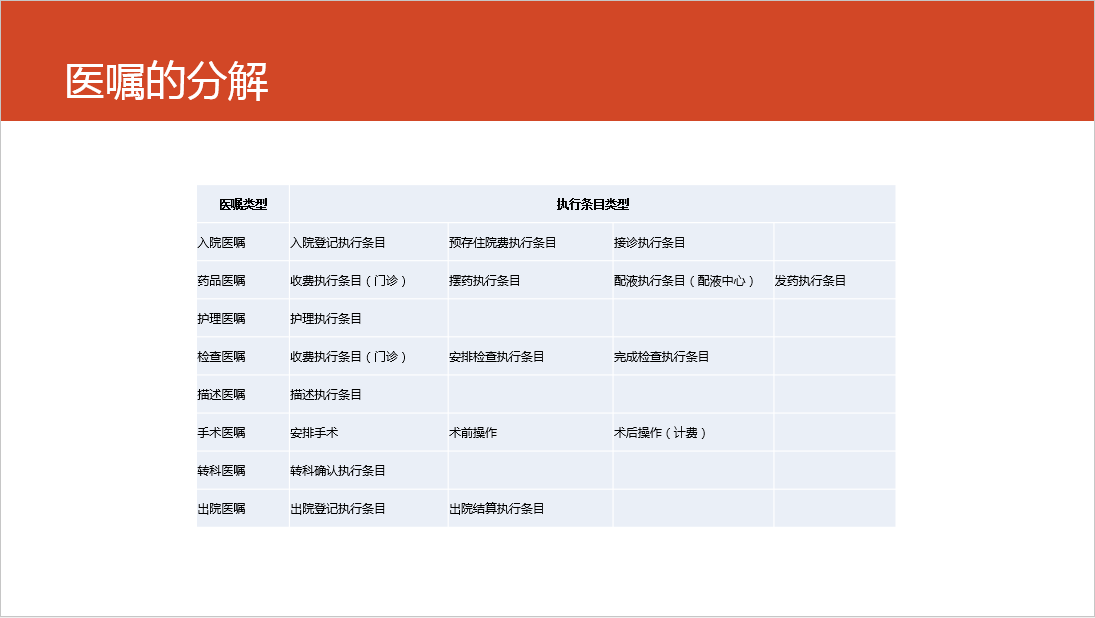 医嘱的分解
医嘱类型 执行条目类型
入院医嘱 入院登记执行条目 预存住院费执行条目 接诊执行条目
药品医嘱 收费执行条目（门诊） 摆药执行条目 配液执行条目（配液中心） 发药执行条目
护理医嘱 护理执行条目
检查医嘱 收费执行条目（门诊） 安排检查执行条目 完成检查执行条目
描述医嘱 描述执行条目
手术医嘱 安排手术 术前操作 术后操作（计费）
转科医嘱 转科确认执行条目
出院医嘱 出院登记执行条目 出院结算执行条目